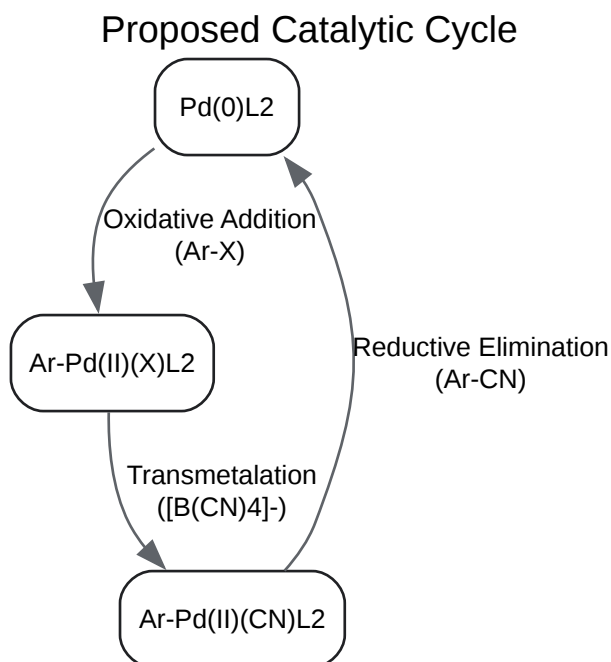 Proposed Catalytic Cycle
Pd(0)L2
Oxidative Addition
(Ar-X)
Ar-Pd(II)(X)L2
Reductive Elimination
(Ar-CN)
Transmetalation
([B(CN)4]-)
Ar-Pd(II)(CN)L2